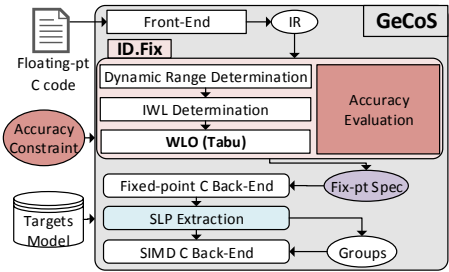 Front-End
IR
GeCoS
Floating-pt
C code
ID.Fix
Dynamic Range Determination
IWL Determination
WLO (Tabu)
Accuracy
Evaluation
Accuracy
Constraint
Fixed-point C Back-End
Fix-pt Spec
Targets
Model
SLP Extraction
SIMD C Back-End
Groups